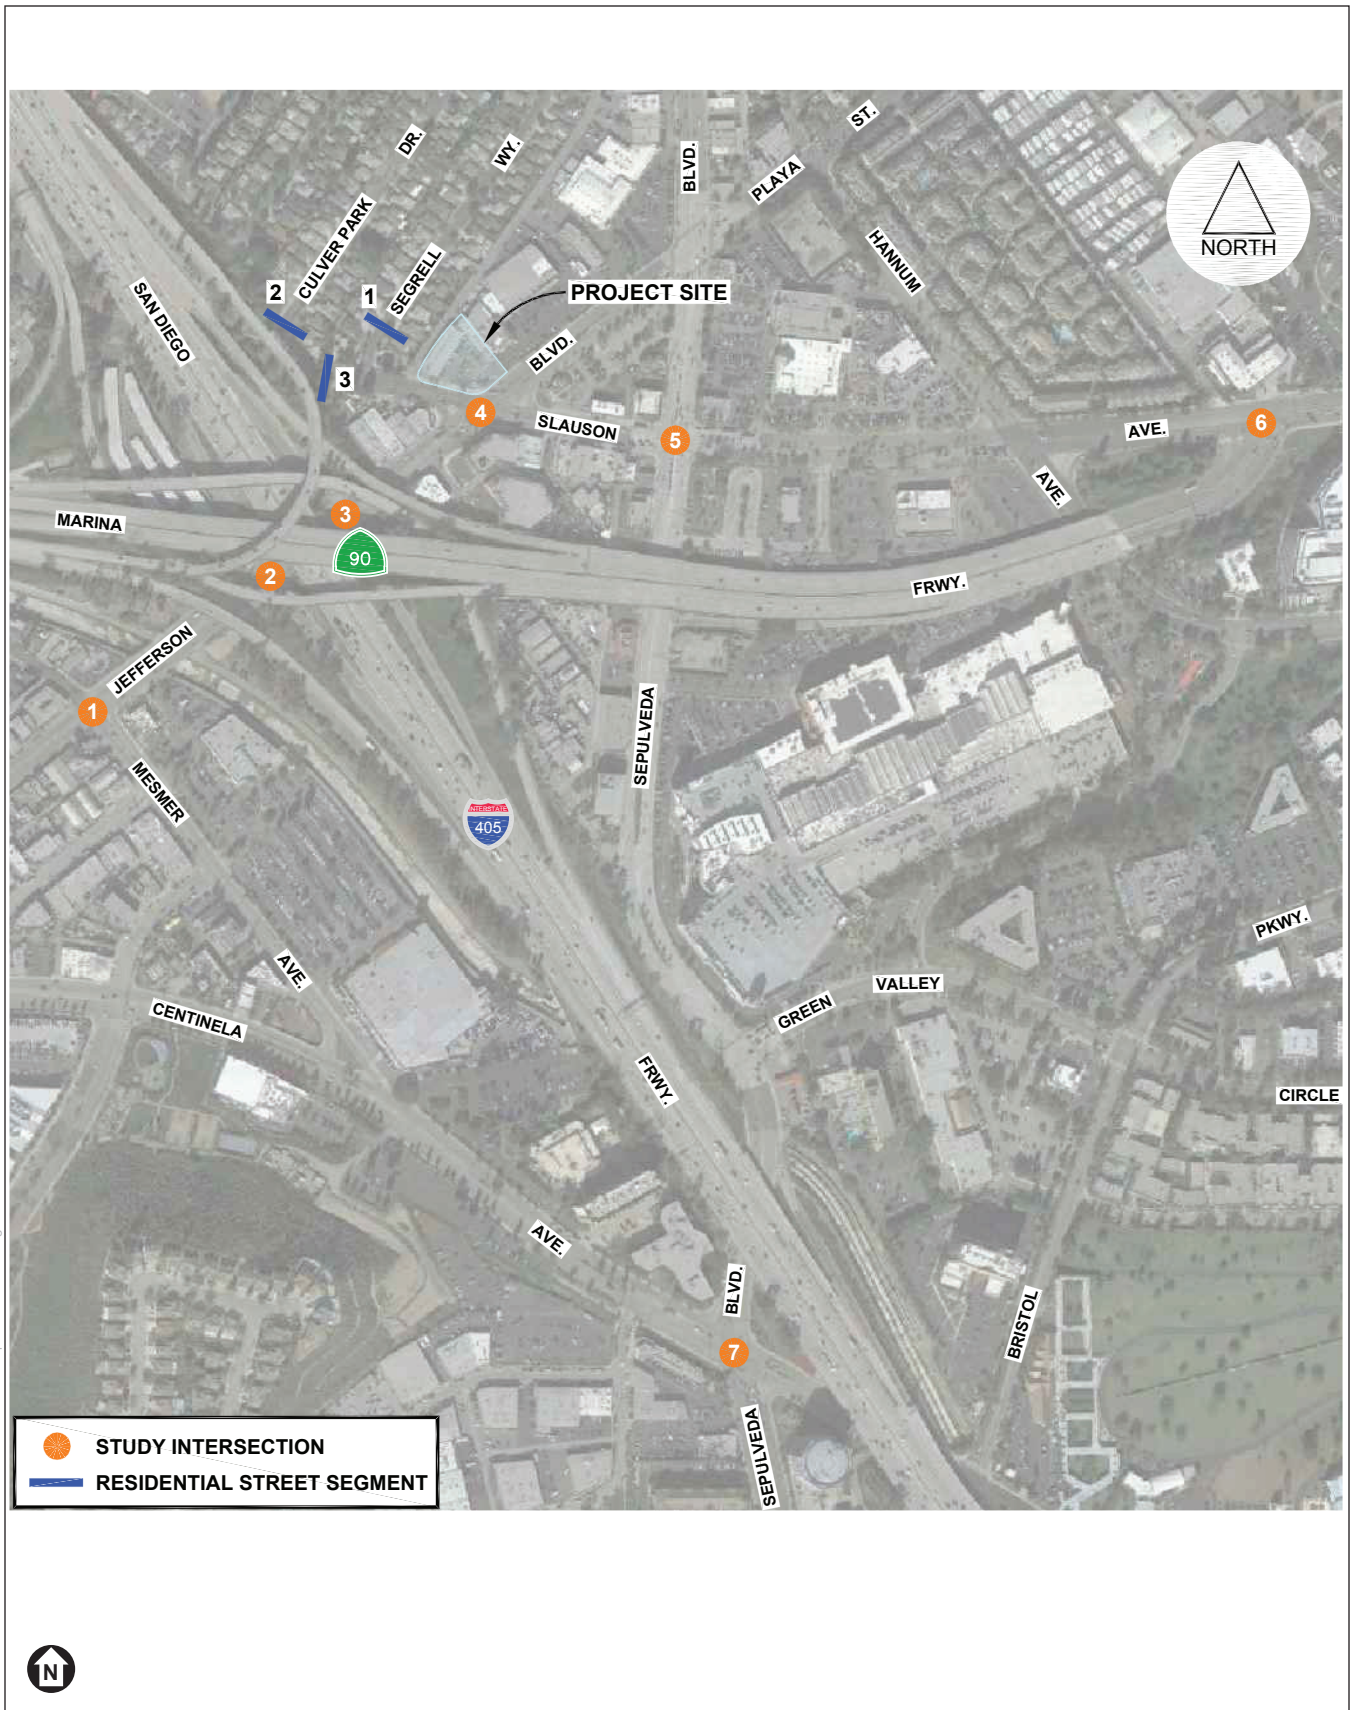 ST.
DR.
WY.
BLVD.
PLAYA
CULVER PARK
HANNUM
NORTH
SEGRELL
SAN DIEGO
2
1
PROJECT SITE
BLVD.
3
4
SLAUSON
5
AVE.
6
AVE.
MARINA
3
90
2
FRWY.
JEFFERSON
1
SEPULVEDA
MESMER
INTERSTATE
405
PKWY.
AVE.
VALLEY
GREEN
CENTINELA
FRWY.
CIRCLE
AVE.
BLVD.
BRISTOL
7
SEPULVEDA
STUDY INTERSECTION
RESIDENTIAL STREET SEGMENT
N